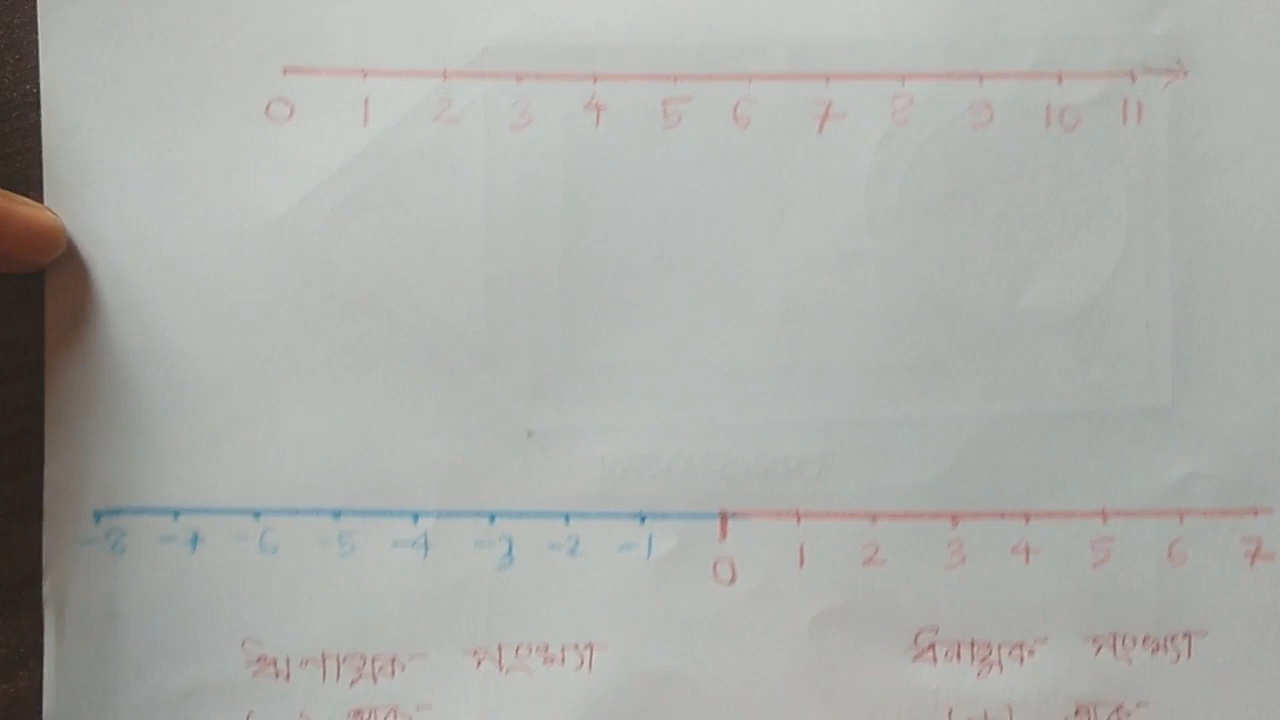 0 1 2 3 4 5 6 7 8 9 10 11
-8 -7 -6 -5 -4 -3 -2 -1 0 1 2 3 4 5 6 7
ঋণাত্মক সংখ্যা ধনাত্মক সংখ্যা